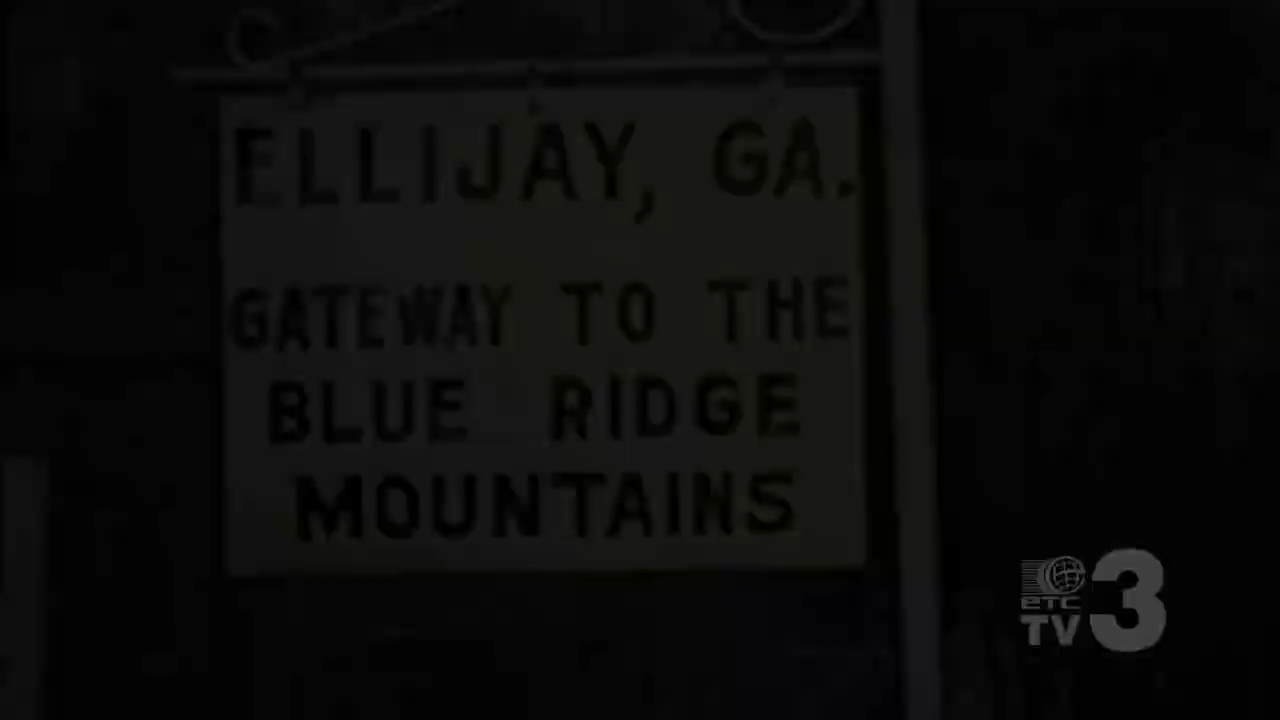 ELLIJAY, GA.
GATEWAY TO THE
BLUE RIDGE
MOUNTAINS
ETC
TV 3